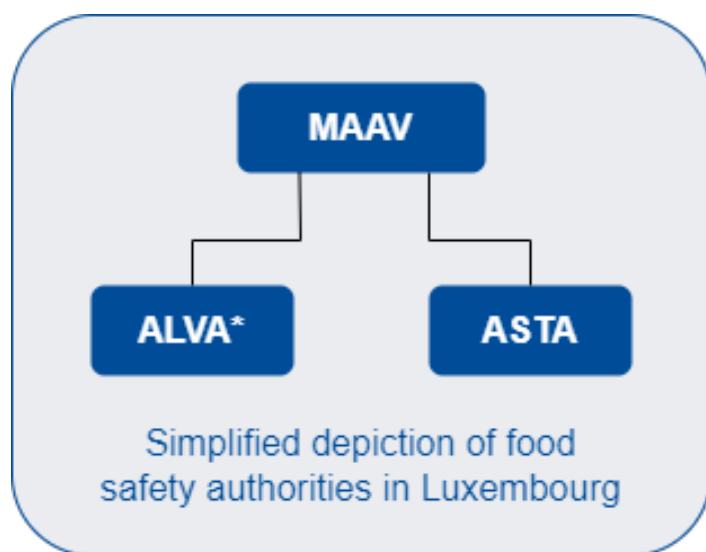 MAAV
ALVA*
ASTA
Simplified depiction of food
safety authorities in Luxembourg